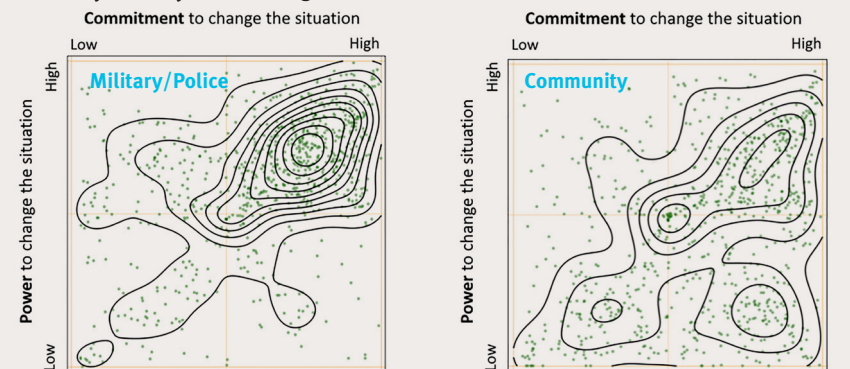 Commitment to change the situation
Low High
High
Power to change the situation
Low
Military/Police
Commitment to change the situation
Low High
High
Power to change the situation
Low
Community